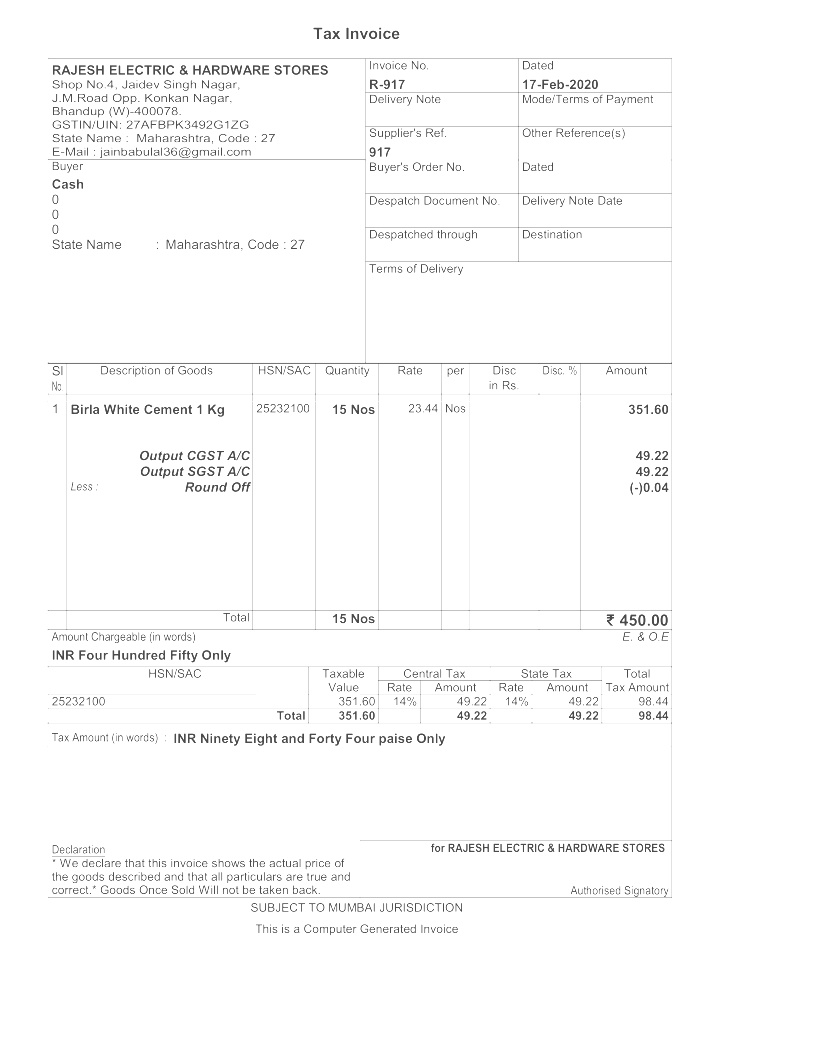 Tax Invoice
RAJESH ELECTRIC & HARDWARE STORES
Shop No.4, Jaidev Singh Nagar,
J.M.Road Opp. Konkan Nagar,
Bhandup (W)-400078.
GSTIN/UIN: 27AFBPK3492G1ZG
State Name : Maharashtra, Code : 27
E-Mail : jainbabulal36@gmail.com
Invoice No.
R-917
Dated
17-Feb-2020
Delivery Note
Mode/Terms of Payment
Supplier's Ref.
917
Other Reference(s)
Buyer
Cash
0
0
0
State Name : Maharashtra, Code : 27
Buyer's Order No.
Dated
Despatch Document No.
Delivery Note Date
Despatched through
Destination
Terms of Delivery
Sl No. Description of Goods HSN/SAC Quantity Rate per Disc in Rs. Disc. % Amount
1 Birla White Cement 1 Kg 25232100 15 Nos 23.44 Nos 351.60
Output CGST A/C 49.22
Output SGST A/C 49.22
Less : Round Off (-)0.04
Total 15 Nos ₹ 450.00
Amount Chargeable (in words) E. & O.E
INR Four Hundred Fifty Only
HSN/SAC Taxable Value Central Tax State Tax Total Tax Amount
Rate Amount Rate Amount
25232100 351.60 14% 49.22 14% 49.22 98.44
Total 351.60 49.22 49.22 98.44
Tax Amount (in words) : INR Ninety Eight and Forty Four paise Only
Declaration
* We declare that this invoice shows the actual price of
the goods described and that all particulars are true and
correct.* Goods Once Sold Will not be taken back.
for RAJESH ELECTRIC & HARDWARE STORES
Authorised Signatory
SUBJECT TO MUMBAI JURISDICTION
This is a Computer Generated Invoice